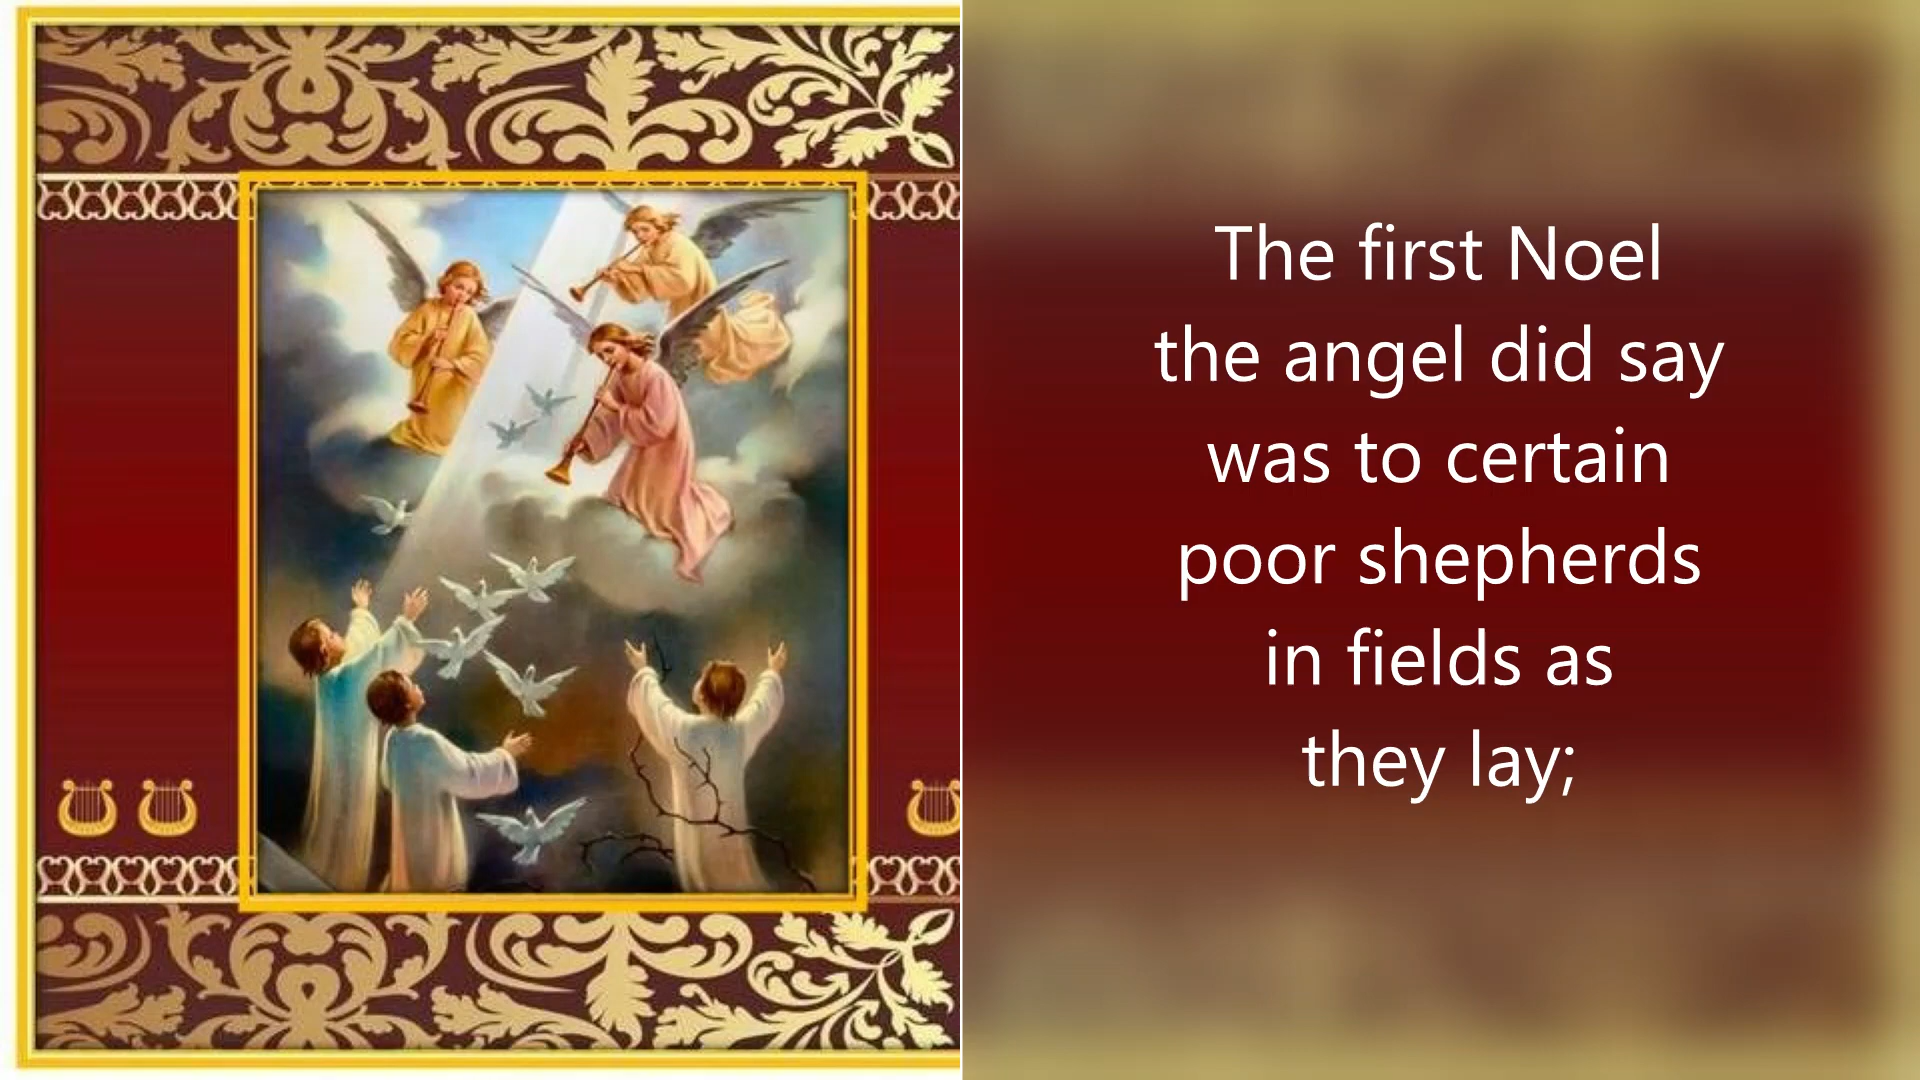 The first Noel
the angel did say
was to certain
poor shepherds
in fields as
they lay;